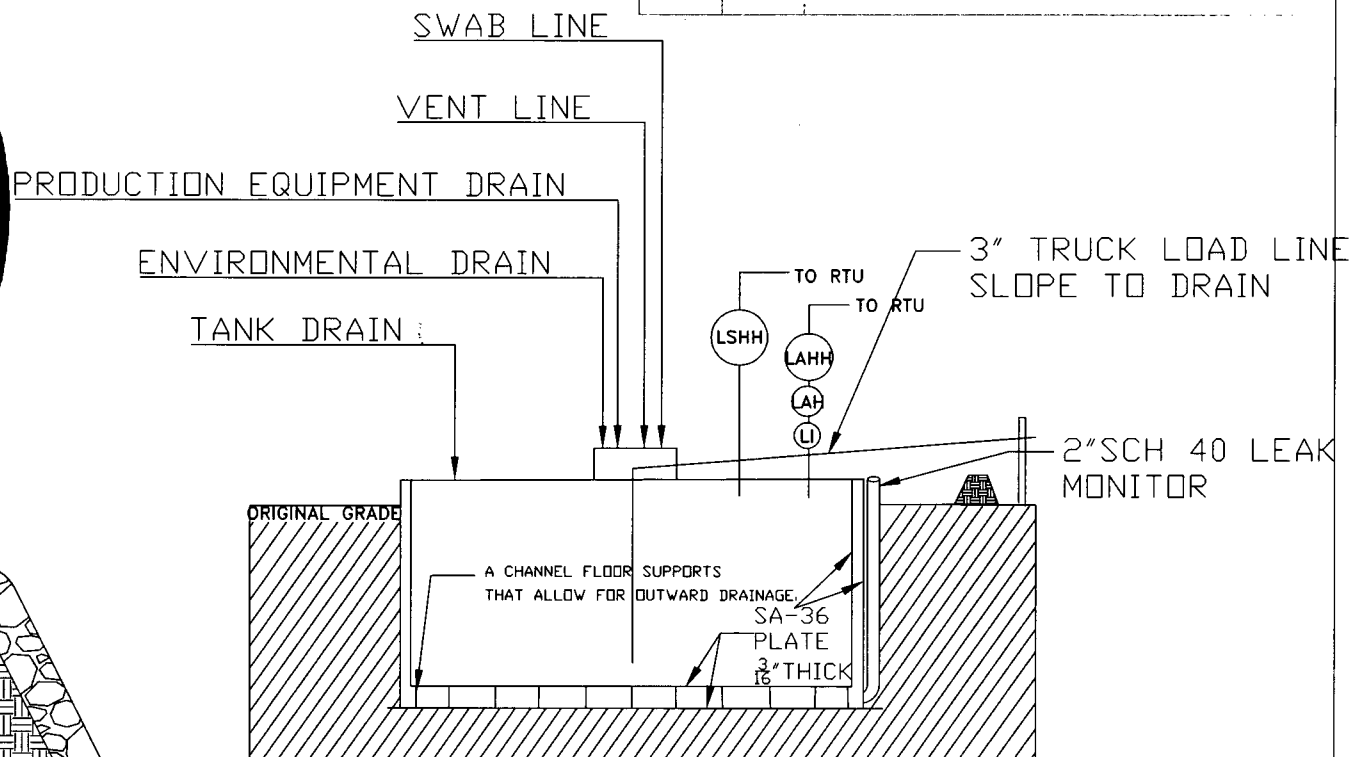 SWAB LINE
VENT LINE
PRODUCTION EQUIPMENT DRAIN
ENVIRONMENTAL DRAIN
TANK DRAIN
TO RTU
TO RTU
3" TRUCK LOAD LINE
SLOPE TO DRAIN
LSHH
LAHH
LAH
LI
2"SCH 40 LEAK
MONITOR
ORIGINAL GRADE
A CHANNEL FLOOR SUPPORTS
THAT ALLOW FOR OUTWARD DRAINAGE.
SA-36
PLATE
3/16"THICK